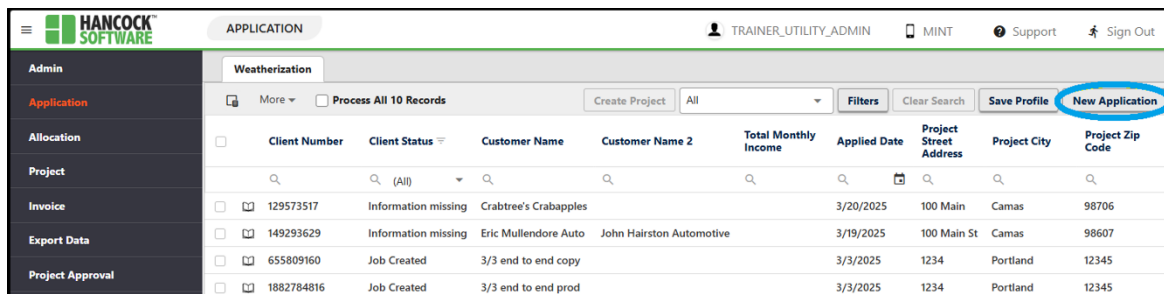 HANCOCK™
SOFTWARE
APPLICATION
TRAINER_UTILITY_ADMIN
MINT
Support
Sign Out
Admin
Application
Allocation
Project
Invoice
Export Data
Project Approval
Weatherization
More
Process All 10 Records
Create Project
All
Filters
Clear Search
Save Profile
New Application
Client Number Client Status Customer Name Customer Name 2 Total Monthly Income Applied Date Project Street Address Project City Project Zip Code
(All)
129573517 Information missing Crabtree's Crabapples 3/20/2025 100 Main Camas 98706
149293629 Information missing Eric Mullendore Auto John Hairston Automotive 3/19/2025 100 Main St Camas 98607
655809160 Job Created 3/3 end to end copy 3/3/2025 1234 Portland 12345
1882784816 Job Created 3/3 end to end prod 3/3/2025 1234 Portland 12345